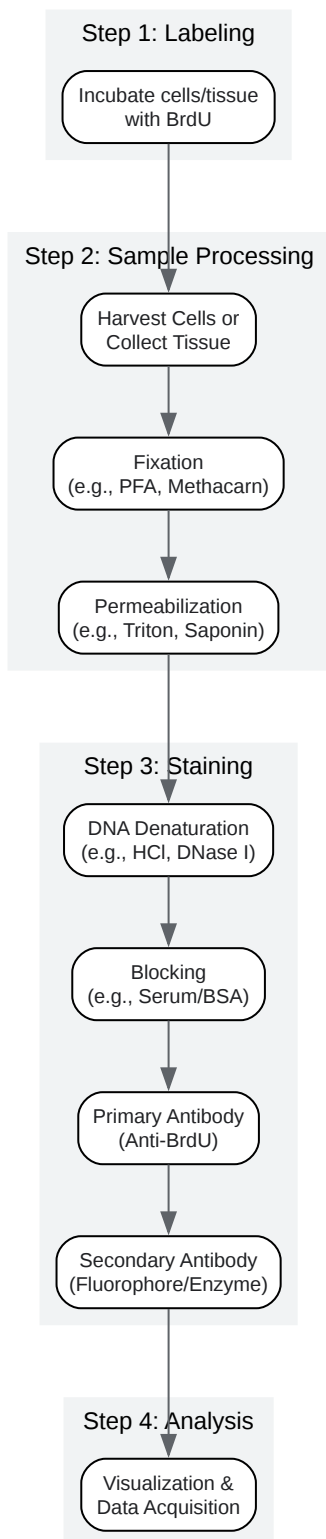 Step 1: Labeling
Incubate cells/tissue
with BrdU
Step 2: Sample Processing
Harvest Cells or
Collect Tissue
Fixation
(e.g., PFA, Methacarn)
Permeabilization
(e.g., Triton, Saponin)
Step 3: Staining
DNA Denaturation
(e.g., HCl, DNase I)
Blocking
(e.g., Serum/BSA)
Primary Antibody
(Anti-BrdU)
Secondary Antibody
(Fluorophore/Enzyme)
Step 4: Analysis
Visualization &
Data Acquisition